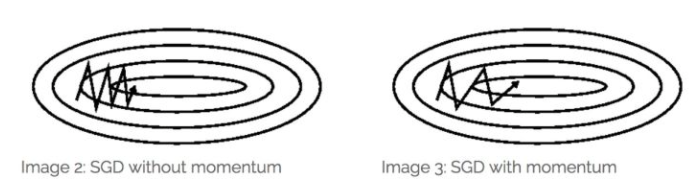 Image 2: SGD without momentum
Image 3: SGD with momentum